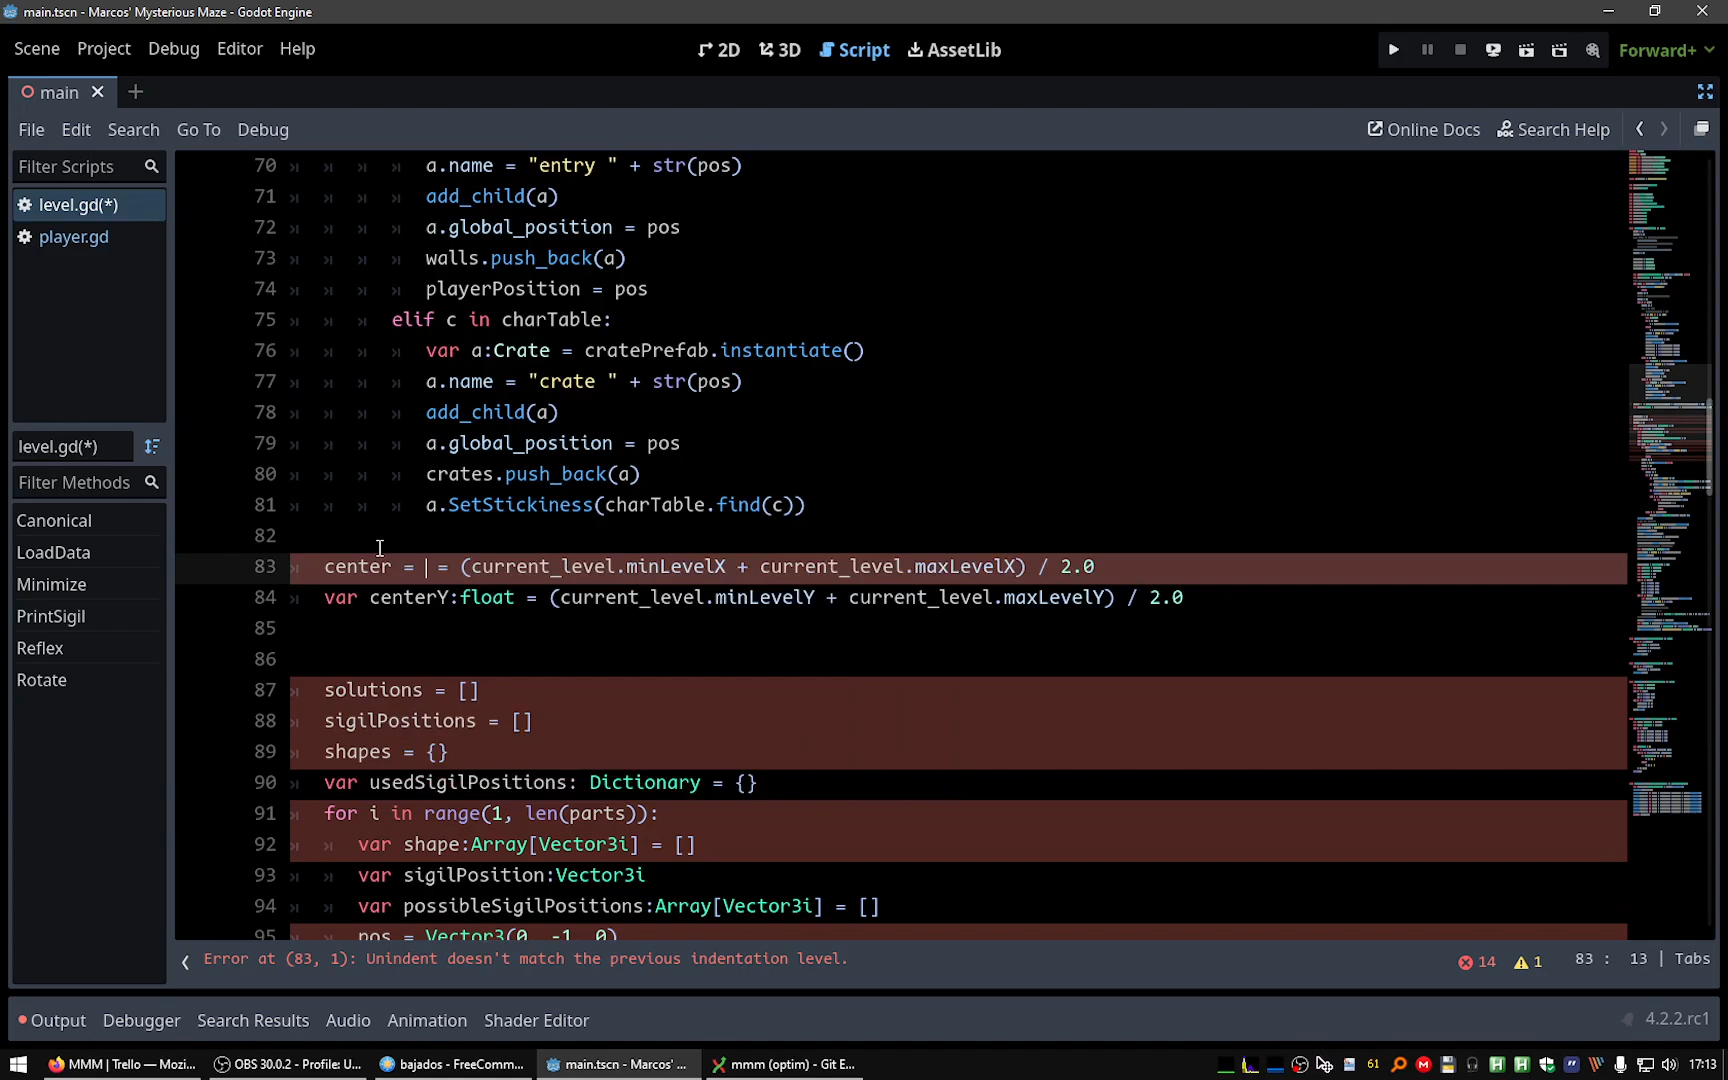 main.tscn - Marcos' Mysterious Maze - Godot Engine
Scene Project Debug Editor Help
2D 3D Script AssetLib
Forward+
main
File Edit Search Go To Debug
Online Docs Search Help
Filter Scripts
level.gd(*)
player.gd
level.gd(*)
Filter Methods
Canonical
LoadData
Minimize
PrintSigil
Reflex
Rotate
70 a.name = "entry " + str(pos)
71 add_child(a)
72 a.global_position = pos
73 walls.push_back(a)
74 playerPosition = pos
75 elif c in charTable:
76 var a:Crate = cratePrefab.instantiate()
77 a.name = "crate " + str(pos)
78 add_child(a)
79 a.global_position = pos
80 crates.push_back(a)
81 a.SetStickiness(charTable.find(c))
82
83 center = = (current_level.minLevelX + current_level.maxLevelX) / 2.0
84 var centerY:float = (current_level.minLevelY + current_level.maxLevelY) / 2.0
85
86
87 solutions = []
88 sigilPositions = []
89 shapes = {}
90 var usedSigilPositions: Dictionary = {}
91 for i in range(1, len(parts)):
92 var shape:Array[Vector3i] = []
93 var sigilPosition:Vector3i
94 var possibleSigilPositions:Array[Vector3i] = []
95 pos = Vector3(0, -1, 0)
Error at (83, 1): Unindent doesn't match the previous indentation level.
14 1 83 : 13 | Tabs
Output Debugger Search Results Audio Animation Shader Editor
4.2.2.rc1
MMM | Trello — Mozi...
OBS 30.0.2 - Profile: U...
bajados - FreeComm...
main.tscn - Marcos' ...
mmm (optim) - Git E...
61
17:13